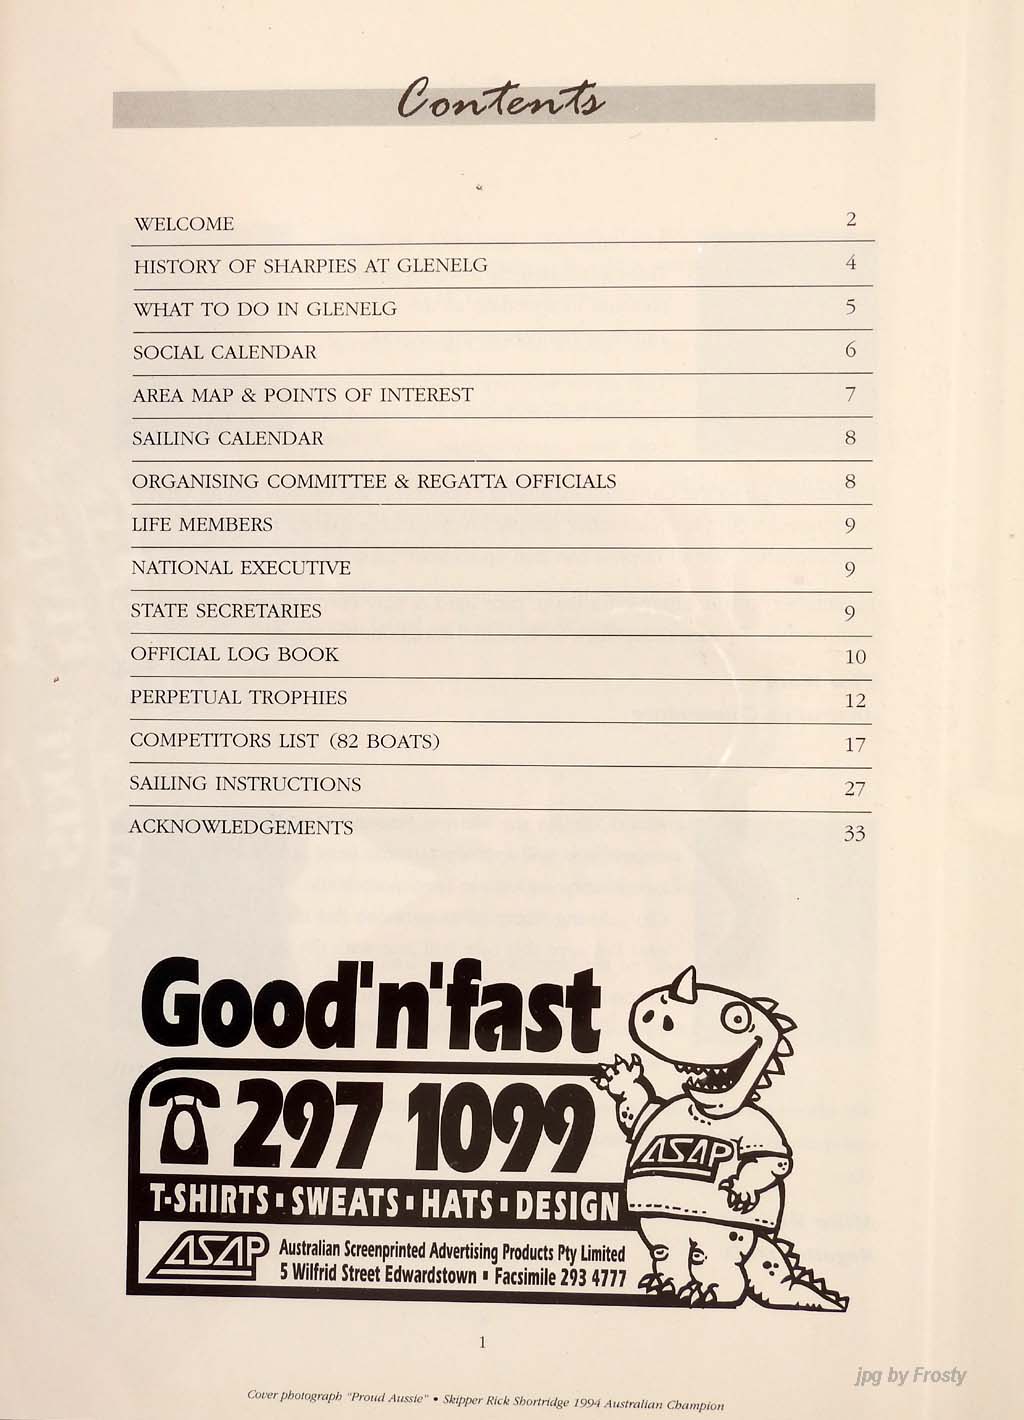 Contents
WELCOME 2
HISTORY OF SHARPIES AT GLENELG 4
WHAT TO DO IN GLENELG 5
SOCIAL CALENDAR 6
AREA MAP & POINTS OF INTEREST 7
SAILING CALENDAR 8
ORGANISING COMMITTEE & REGATTA OFFICIALS 8
LIFE MEMBERS 9
NATIONAL EXECUTIVE 9
STATE SECRETARIES 9
OFFICIAL LOG BOOK 10
PERPETUAL TROPHIES 12
COMPETITORS LIST (82 BOATS) 17
SAILING INSTRUCTIONS 27
ACKNOWLEDGEMENTS 33
Good'n'fast
297 1099
ASAP
T-SHIRTS ▪ SWEATS ▪ HATS ▪ DESIGN
ASAP Australian Screenprinted Advertising Products Pty Limited
5 Wilfrid Street Edwardstown ▪ Facsimile 293 4777
1
jpg by Frosty
Cover photograph "Proud Aussie" • Skipper Rick Shortridge 1994 Australian Champion